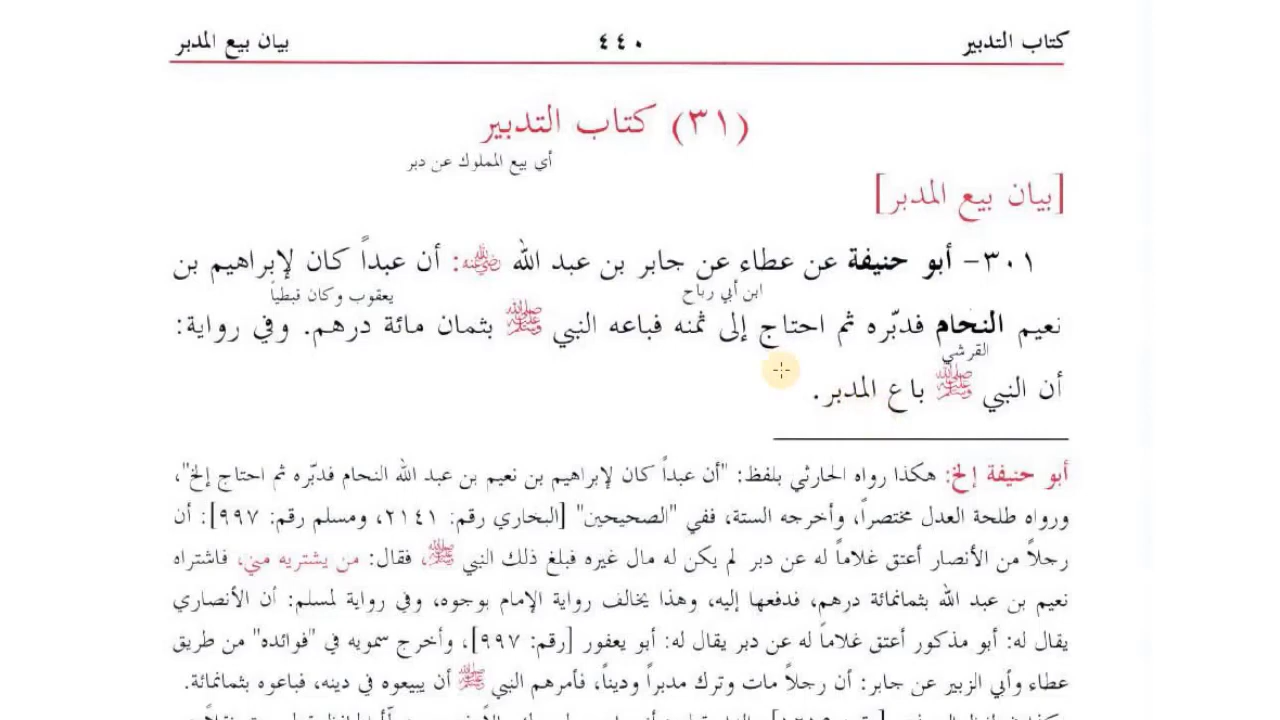 كتاب التدبير ٤٤٠ بيان بيع المدبر
(٣١) كتاب التدبير
أي بيع المملوك عن دبر
[بيان بيع المدبر]
٣٠١- أبو حنيفة عن عطاء عن جابر بن عبد الله رضي الله عنه: أن عبداً كان لإبراهيم بن
ابن أبي رباح يعقوب وكان قبطياً
نعيم النحام فدبّره ثم احتاج إلى ثمنه فباعه النبي ﷺ بثمان مائة درهم. وفي رواية:
القرشي
أن النبي ﷺ باع المدبر.
أبو حنيفة إلخ: هكذا رواه الحارثي بلفظ: "أن عبداً كان لإبراهيم بن نعيم بن عبد الله النحام فدبّره ثم احتاج إلخ"،
ورواه طلحة العدل مختصراً، وأخرجه الستة، ففي "الصحيحين" [البخاري رقم: ٢١٤١، ومسلم رقم: ٩٩٧]: أن
رجلاً من الأنصار أعتق غلاماً له عن دبر لم يكن له مال غيره فبلغ ذلك النبي ﷺ، فقال: من يشتريه مني، فاشتراه
نعيم بن عبد الله بثمانمائة درهم، فدفعها إليه، وهذا يخالف رواية الإمام بوجوه، وفي رواية لمسلم: أن الأنصاري
يقال له: أبو مذكور أعتق غلاماً له عن دبر يقال له: أبو يعفور [رقم: ٩٩٧]، وأخرج سمويه في "فوائده" من طريق
عطاء وأبي الزبير عن جابر: أن رجلاً مات وترك مدبراً وديناً، فأمرهم النبي ﷺ أن يبيعوه في دينه، فباعوه بثمانمائة.